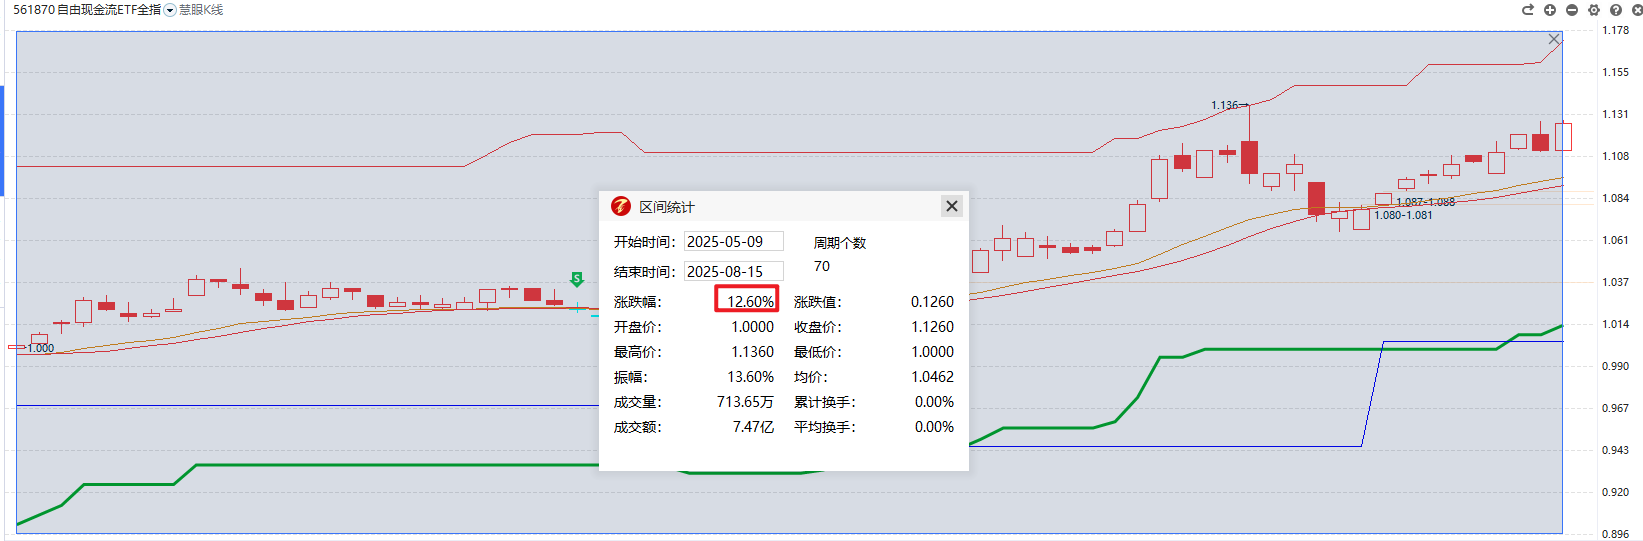 561870 自由现金流ETF全指 慧眼K线
1.178
1.155
1.136
1.131
1.108
1.087-1.088
1.084
1.080-1.081
1.061
1.037
1.014
1.000
0.990
0.967
0.943
0.920
0.896
S
区间统计
开始时间: 2025-05-09 周期个数
70
结束时间: 2025-08-15
涨跌幅: 12.60% 涨跌值: 0.1260
开盘价: 1.0000 收盘价: 1.1260
最高价: 1.1360 最低价: 1.0000
振幅: 13.60% 均价: 1.0462
成交量: 713.65万 累计换手: 0.00%
成交额: 7.47亿 平均换手: 0.00%